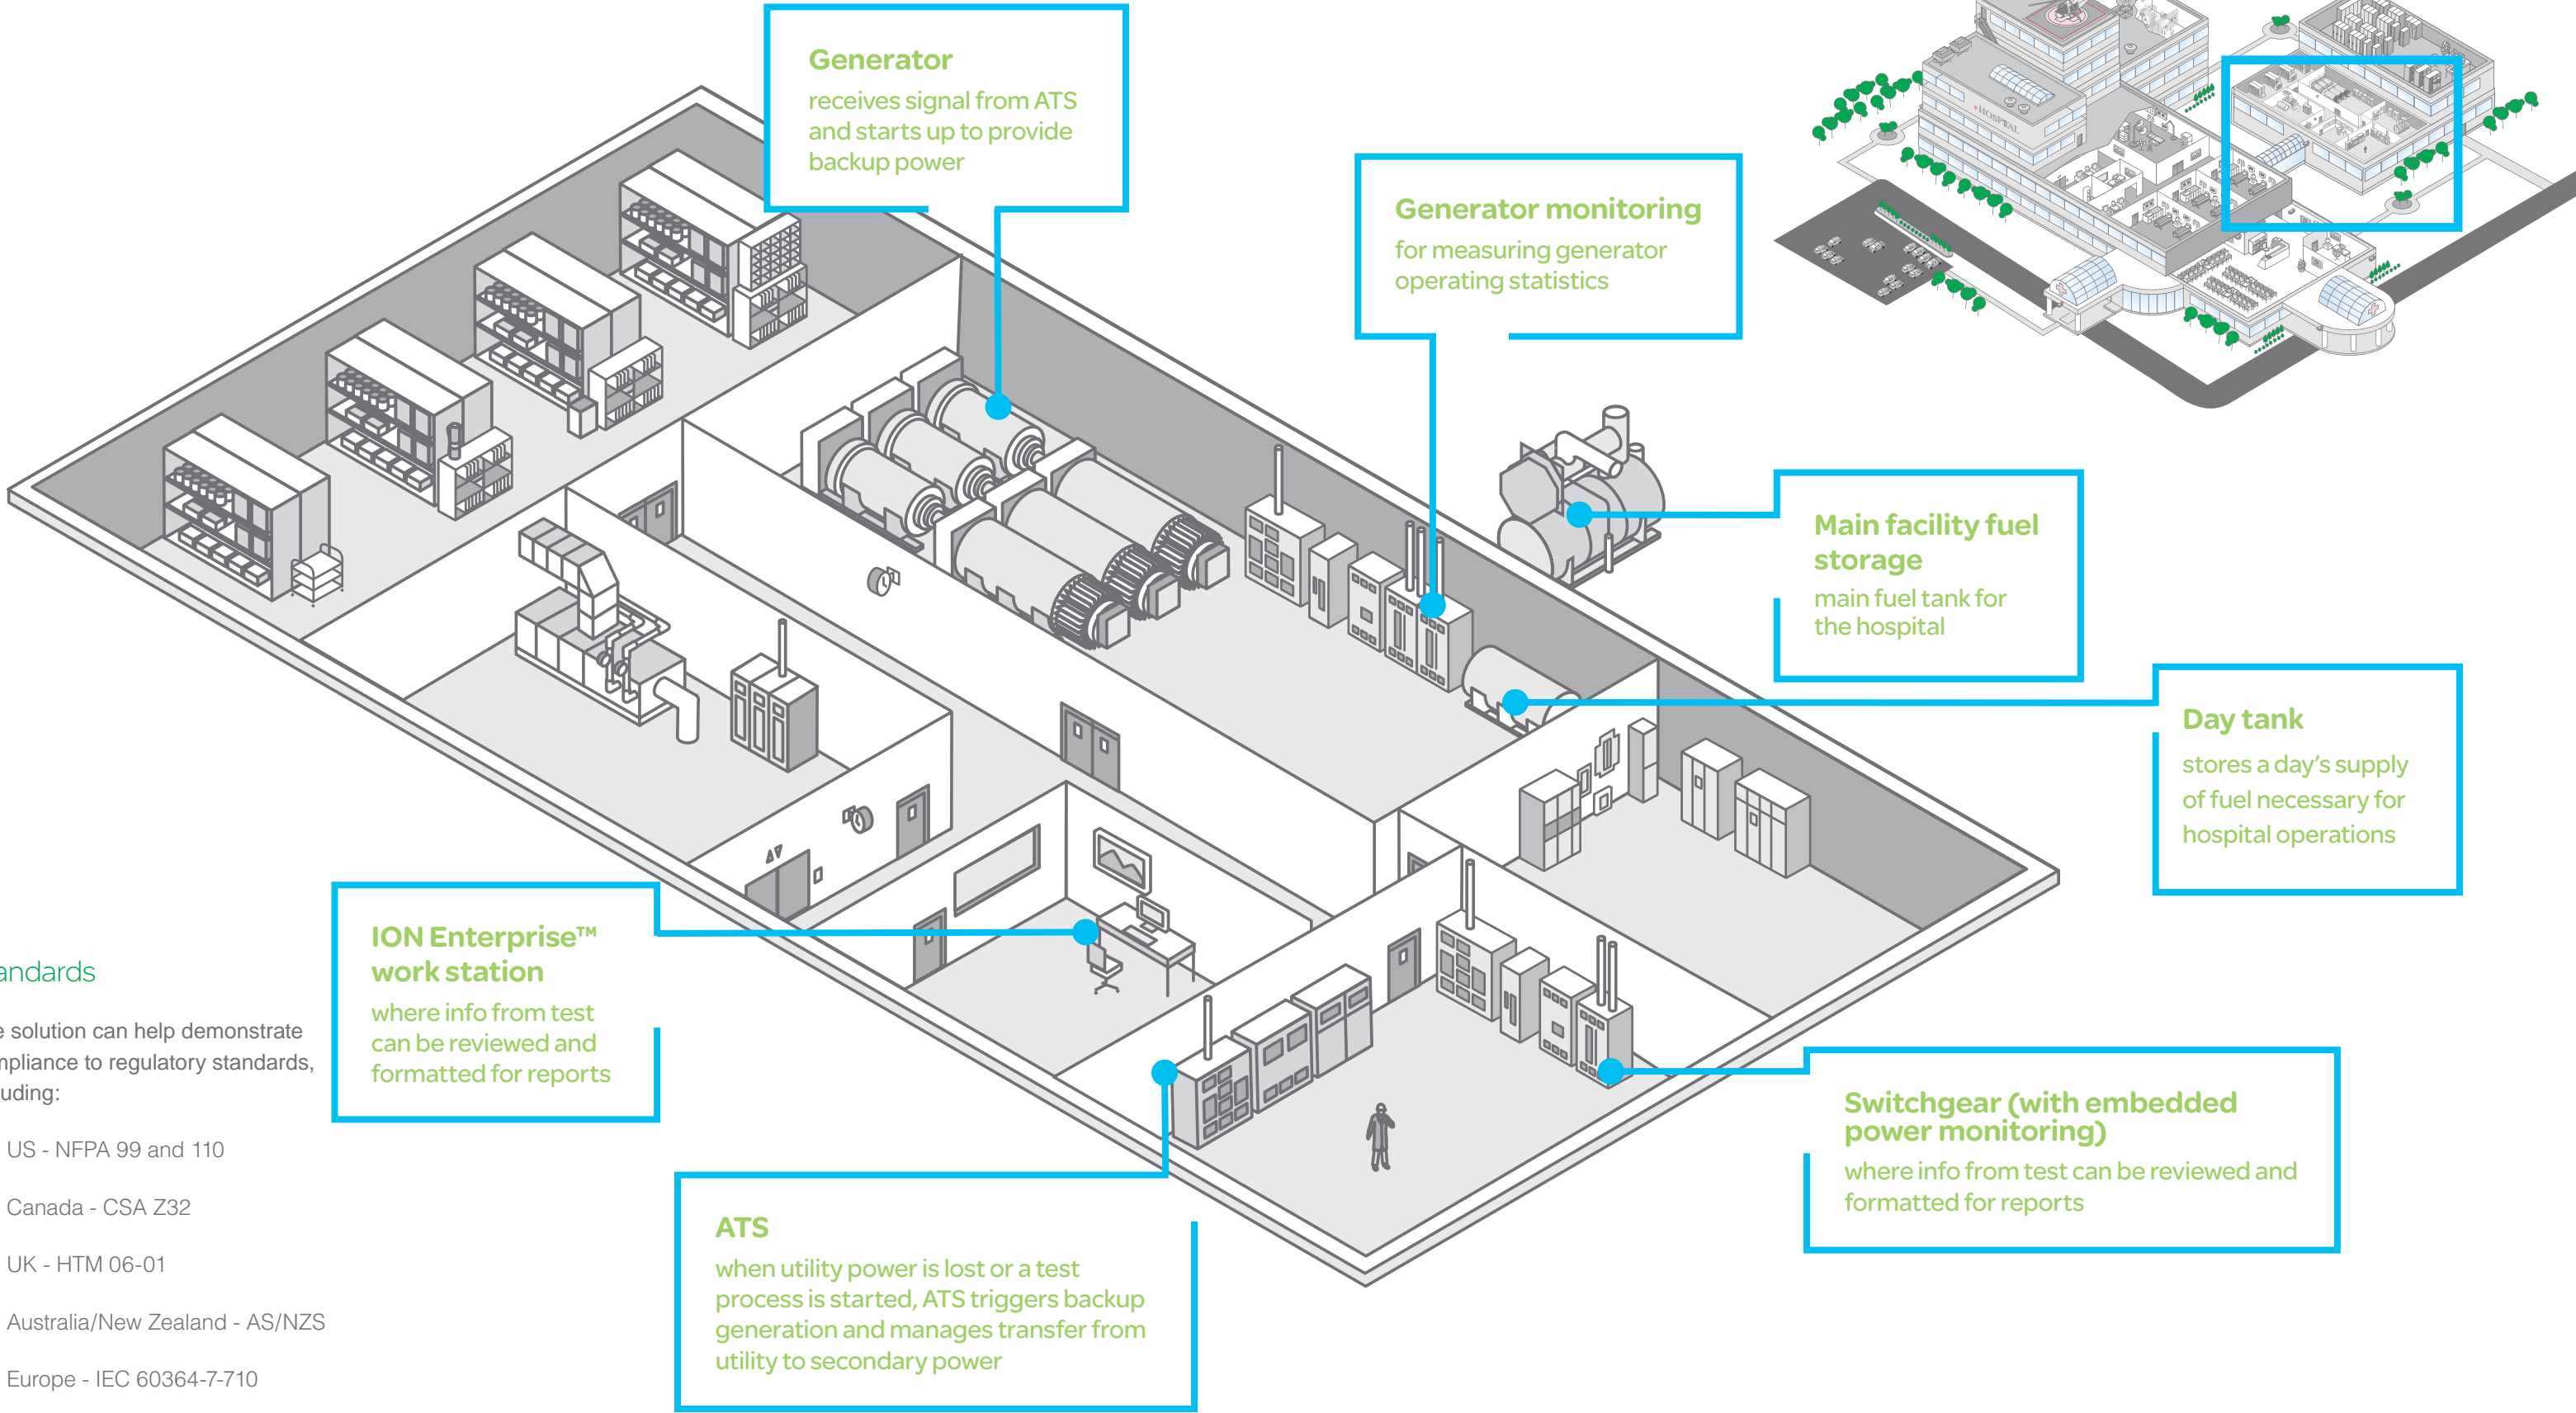 Generator
receives signal from ATS
and starts up to provide
backup power
Generator monitoring
for measuring generator
operating statistics
+HOSPITAL
Main facility fuel
storage
main fuel tank for
the hospital
Day tank
stores a day's supply
of fuel necessary for
hospital operations
ION Enterprise™
work station
where info from test
can be reviewed and
formatted for reports
andards
e solution can help demonstrate
mpliance to regulatory standards,
uding:
US - NFPA 99 and 110
Canada - CSA Z32
UK - HTM 06-01
Australia/New Zealand - AS/NZS
Europe - IEC 60364-7-710
ATS
when utility power is lost or a test
process is started, ATS triggers backup
generation and manages transfer from
utility to secondary power
Switchgear (with embedded
power monitoring)
where info from test can be reviewed and
formatted for reports